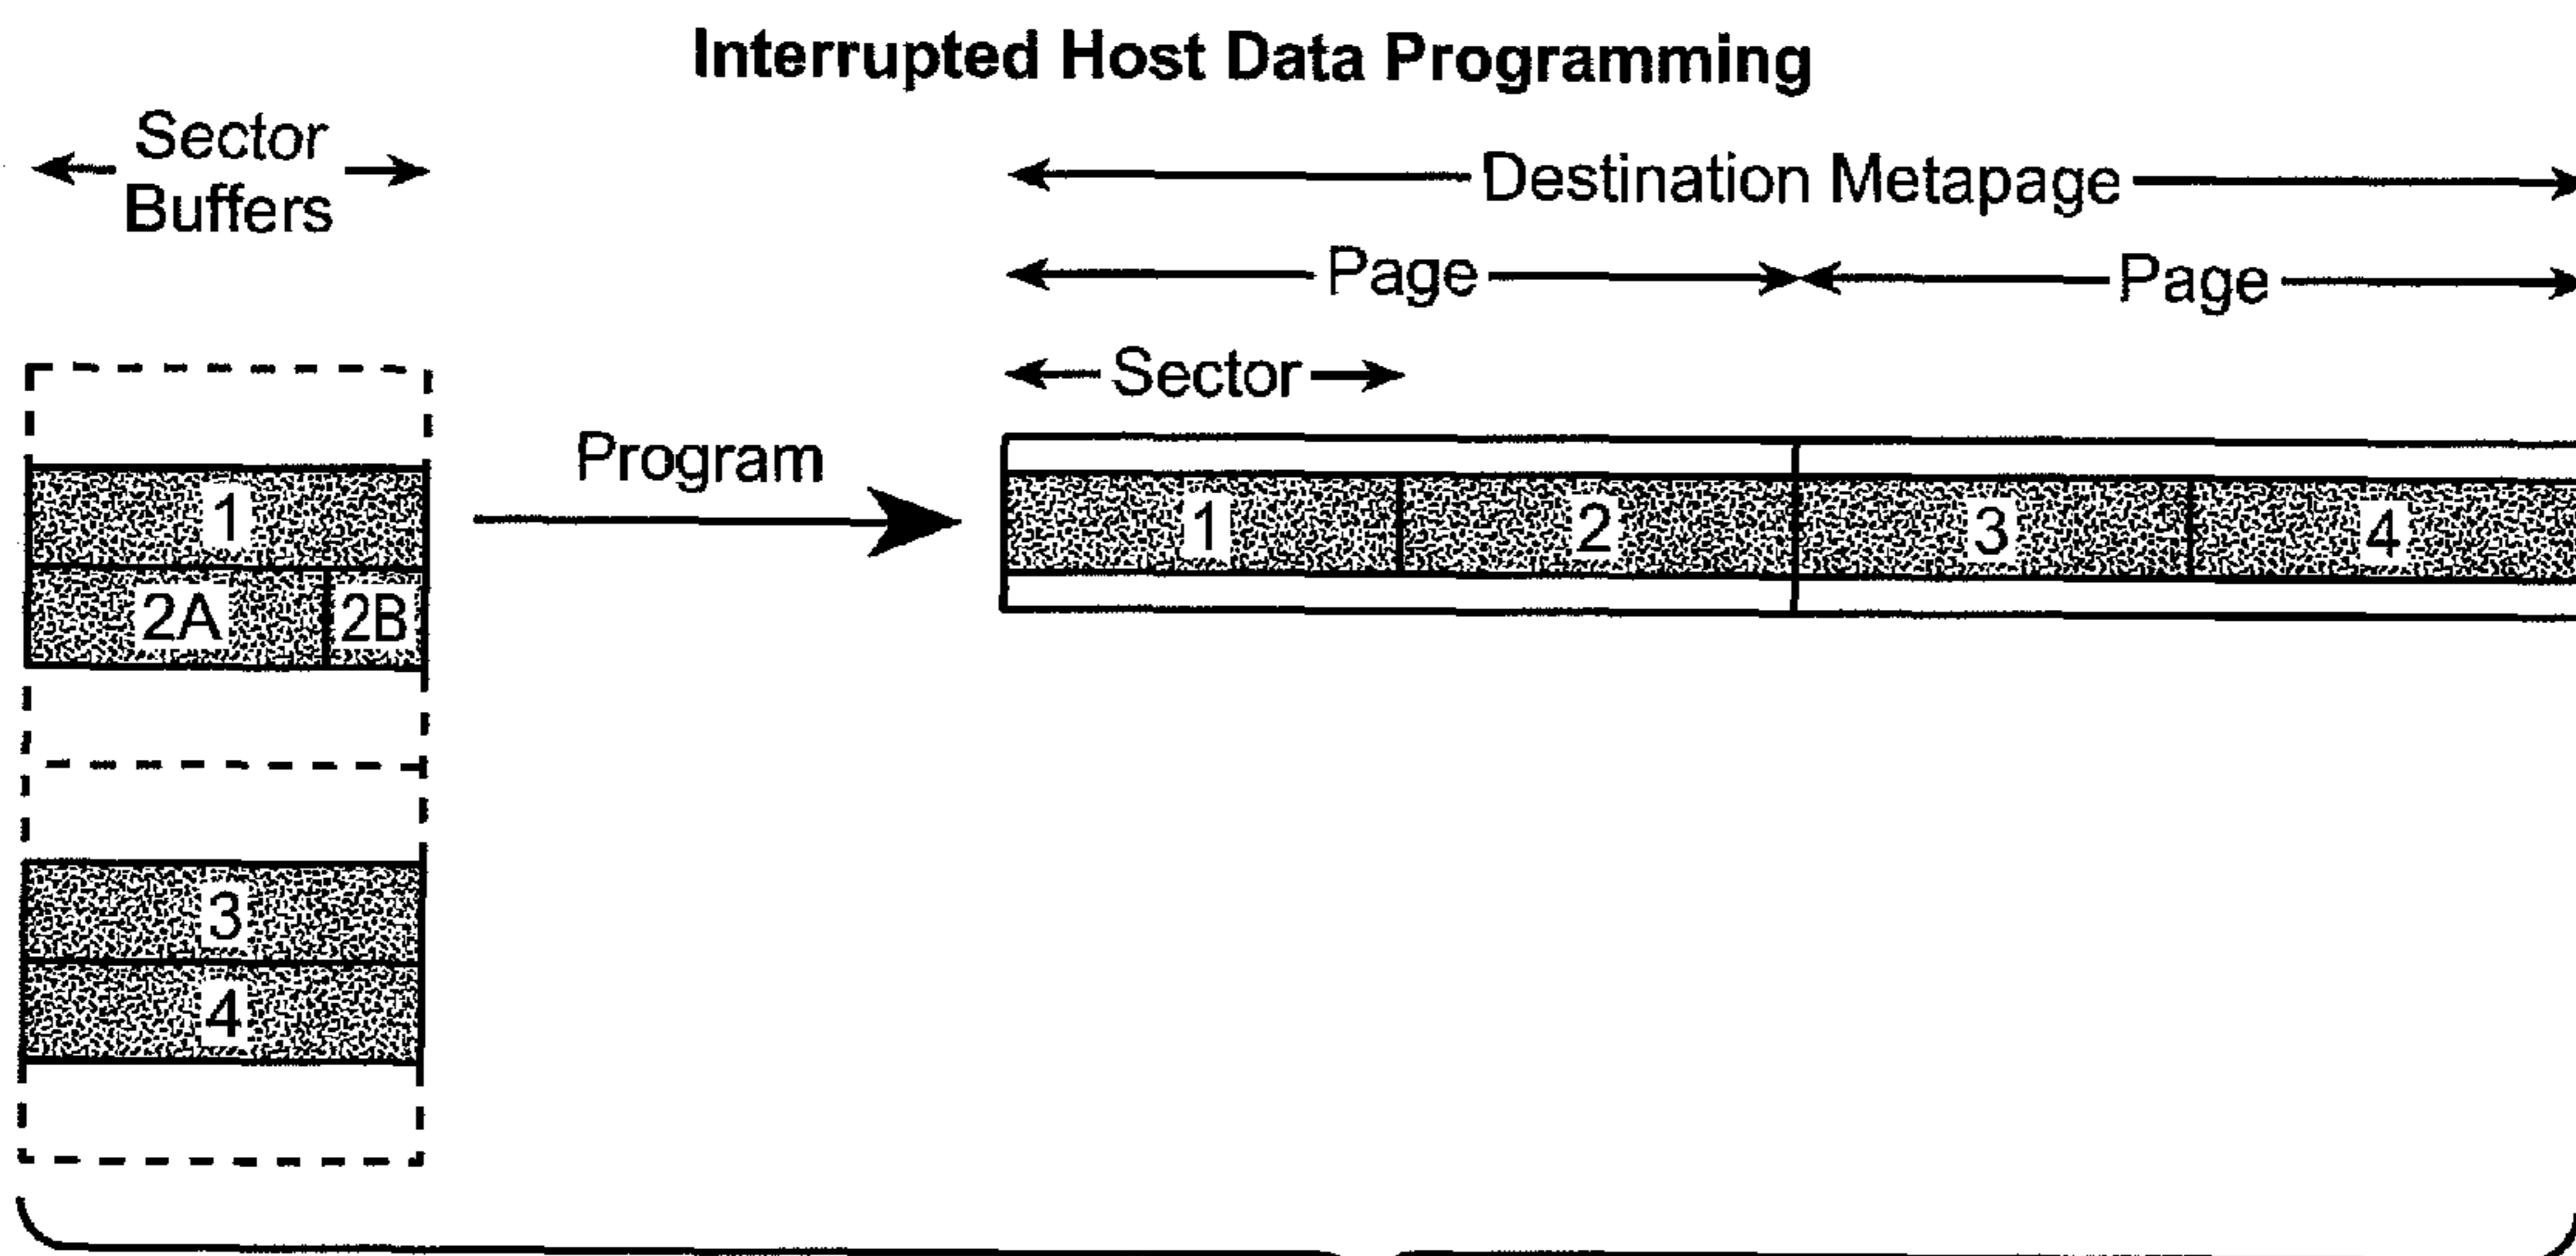 Interrupted Host Data Programming
Sector
Buffers
Destination Metapage
Page
Page
Sector
Program
1
2A
2B
3
4
1
2
3
4